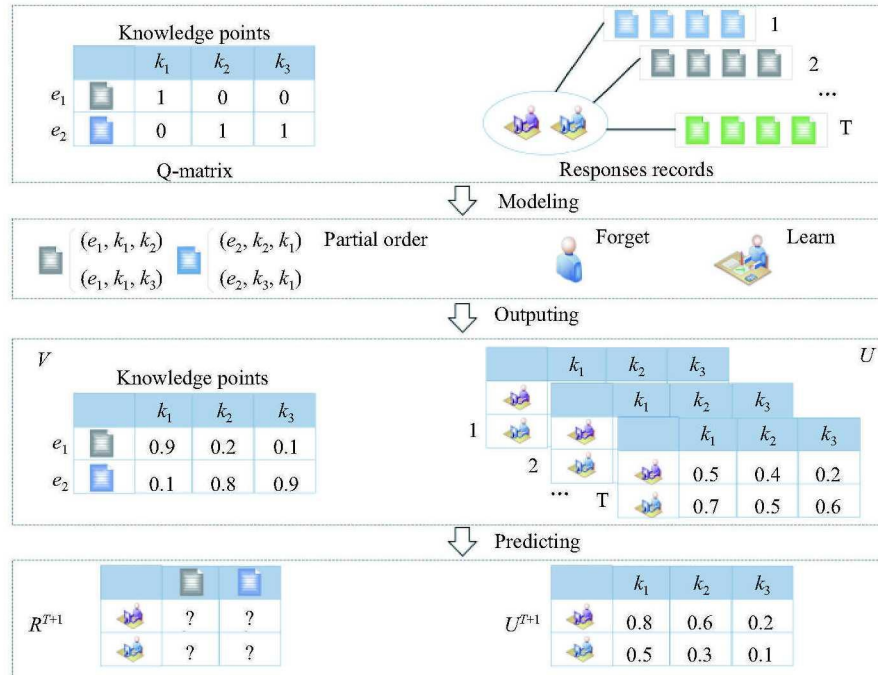 Knowledge points
k₁ k₂ k₃
e₁ 1 0 0
e₂ 0 1 1
Q-matrix
1
2
...
T
Responses records
Modeling
(e₁, k₁, k₂) (e₂, k₂, k₁) Partial order Forget Learn
(e₁, k₁, k₃) (e₂, k₃, k₁)
Outputing
V
Knowledge points
k₁ k₂ k₃
e₁ 0.9 0.2 0.1
e₂ 0.1 0.8 0.9
U
k₁ k₂ k₃
1
k₁ k₂ k₃
2
...
T
k₁ k₂ k₃
0.5 0.4 0.2
0.7 0.5 0.6
Predicting
Rᵀ⁺¹
? ?
? ?
Uᵀ⁺¹
k₁ k₂ k₃
0.8 0.6 0.2
0.5 0.3 0.1